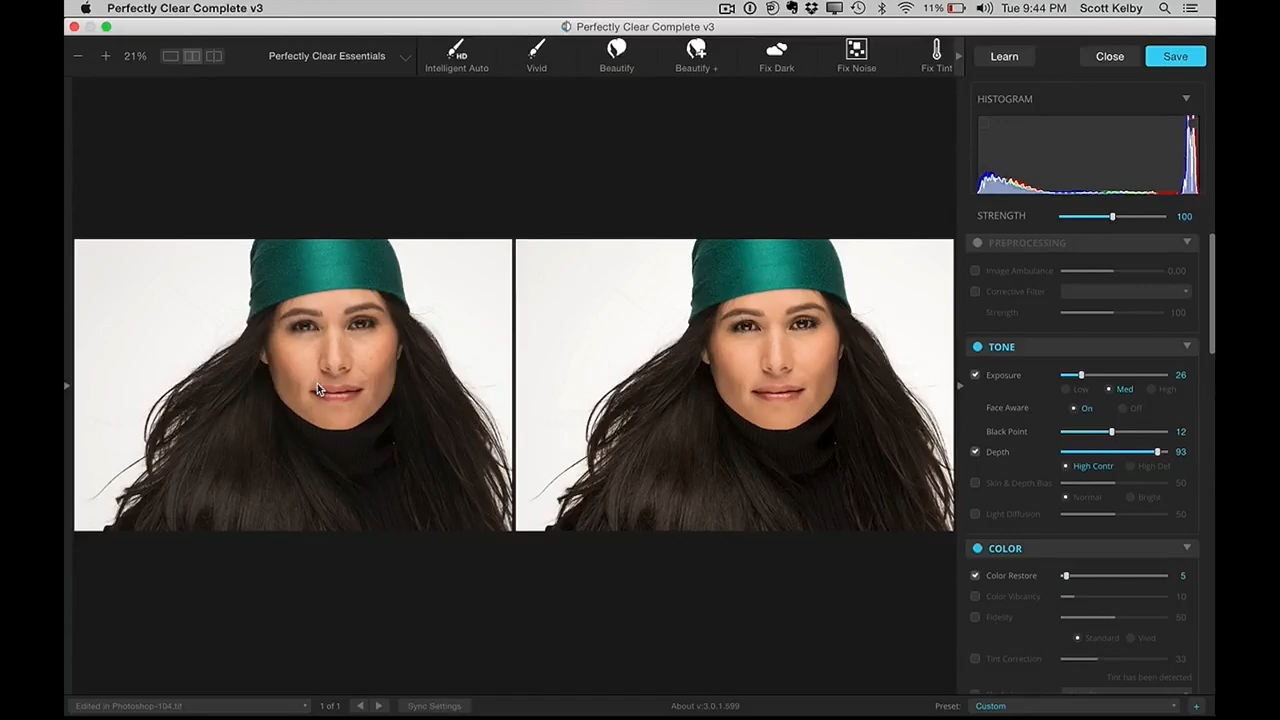 Perfectly Clear Complete v3
11%
Tue 9:44 PM
Scott Kelby
Perfectly Clear Complete v3
21%
Perfectly Clear Essentials
HD
Intelligent Auto
Vivid
Beautify
Beautify +
Fix Dark
Fix Noise
Fix Tint
Learn
Close
Save
HISTOGRAM
STRENGTH 100
PREPROCESSING
Image Ambulance 0.00
Corrective Filter
Strength 100
TONE
Exposure 26
Low Med High
Face Aware On Off
Black Point 12
Depth 93
High Contr High Def
Skin & Depth Bias 50
Normal Bright
Light Diffusion 50
COLOR
Color Restore 5
Color Vibrancy 10
Fidelity 50
Standard Vivid
Tint Correction 33
Tint has been detected
Edited in Photoshop-104.tif
1 of 1
Sync Settings
About v:3.0.1.599
Preset: Custom +